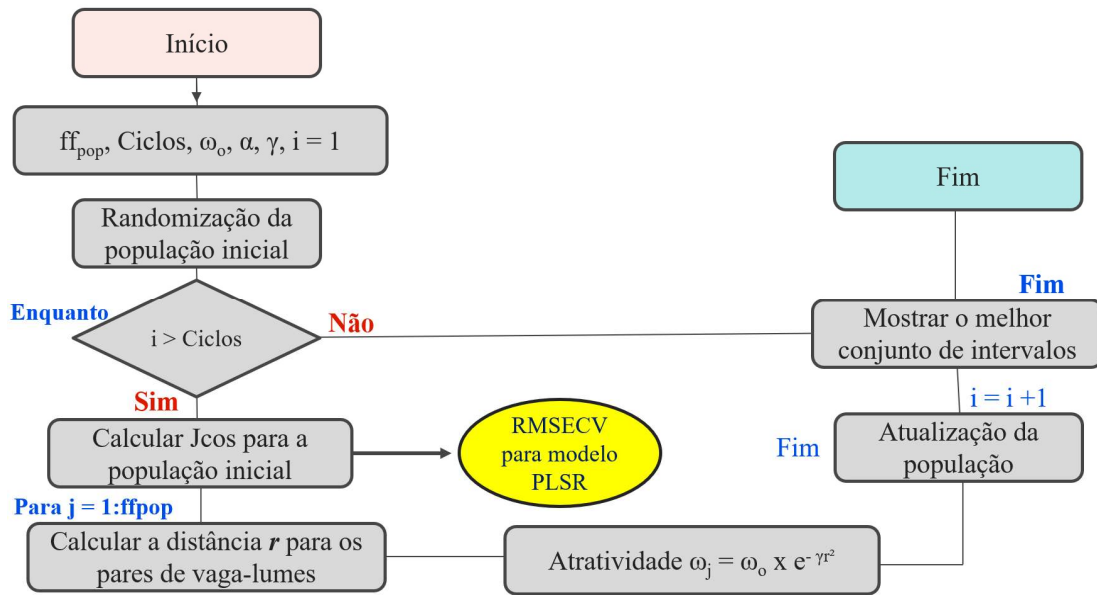 Início
ff_pop, Ciclos, ω_o, α, γ, i = 1
Randomização da
população inicial
Enquanto
i > Ciclos
Não
Sim
Calcular Jcos para a
população inicial
RMSECV
para modelo
PLSR
Para j = 1:ffpop
Calcular a distância r para os
pares de vaga-lumes
Atratividade ω_j = ω_o x e^- γr²
Fim
Atualização da
população
i = i +1
Mostrar o melhor
conjunto de intervalos
Fim
Fim